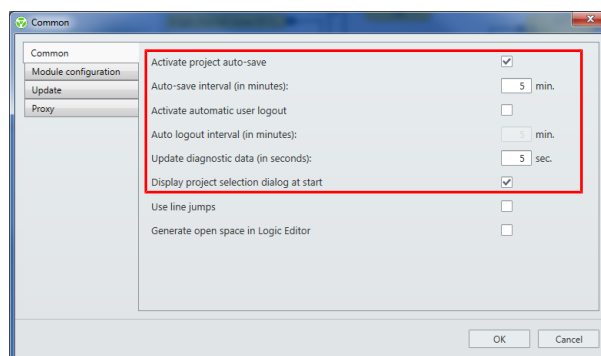 Common
Common
Module configuration
Update
Proxy
Activate project auto-save
Auto-save interval (in minutes): 5 min.
Activate automatic user logout
Auto logout interval (in minutes): 5 min.
Update diagnostic data (in seconds): 5 sec.
Display project selection dialog at start
Use line jumps
Generate open space in Logic Editor
OK Cancel